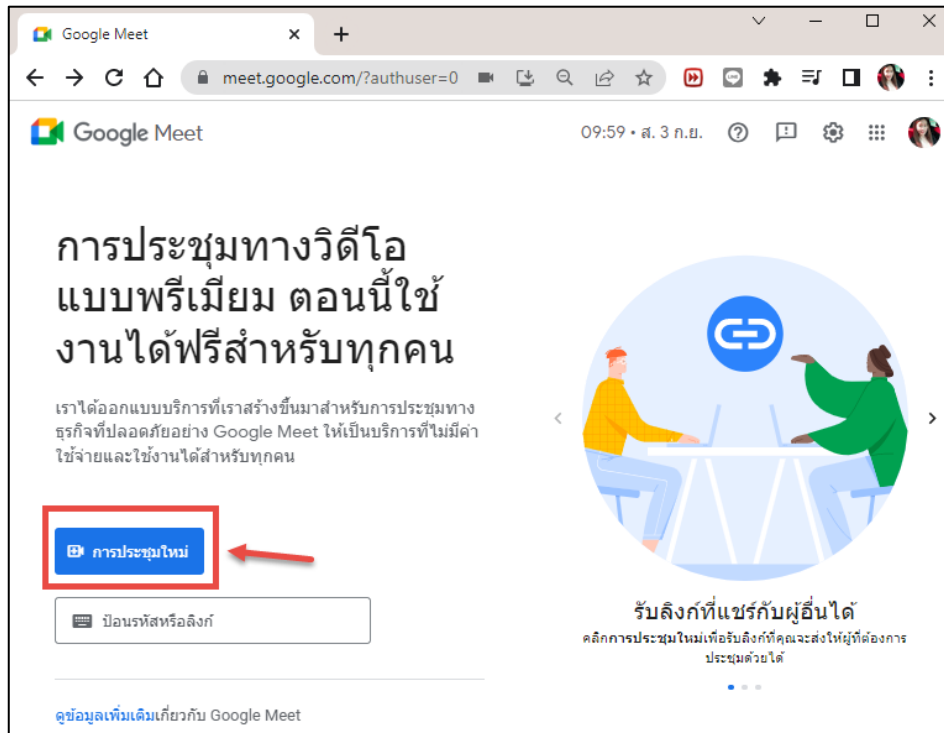 Google Meet
meet.google.com/?authuser=0
Google Meet
09:59 • ส. 3 ก.ย.
การประชุมทางวิดีโอ
แบบพรีเมียม ตอนนี้ใช้
งานได้ฟรีสำหรับทุกคน
เราได้ออกแบบบริการที่เราสร้างขึ้นมาสำหรับการประชุมทาง
ธุรกิจที่ปลอดภัยอย่าง Google Meet ให้เป็นบริการที่ไม่มีค่า
ใช้จ่ายและใช้งานได้สำหรับทุกคน
การประชุมใหม่
ป้อนรหัสหรือลิงก์
ดูข้อมูลเพิ่มเติมเกี่ยวกับ Google Meet
รับลิงก์ที่แชร์กับผู้อื่นได้
คลิกการประชุมใหม่เพื่อรับลิงก์ที่คุณจะส่งให้ผู้ที่ต้องการ
ประชุมด้วยได้